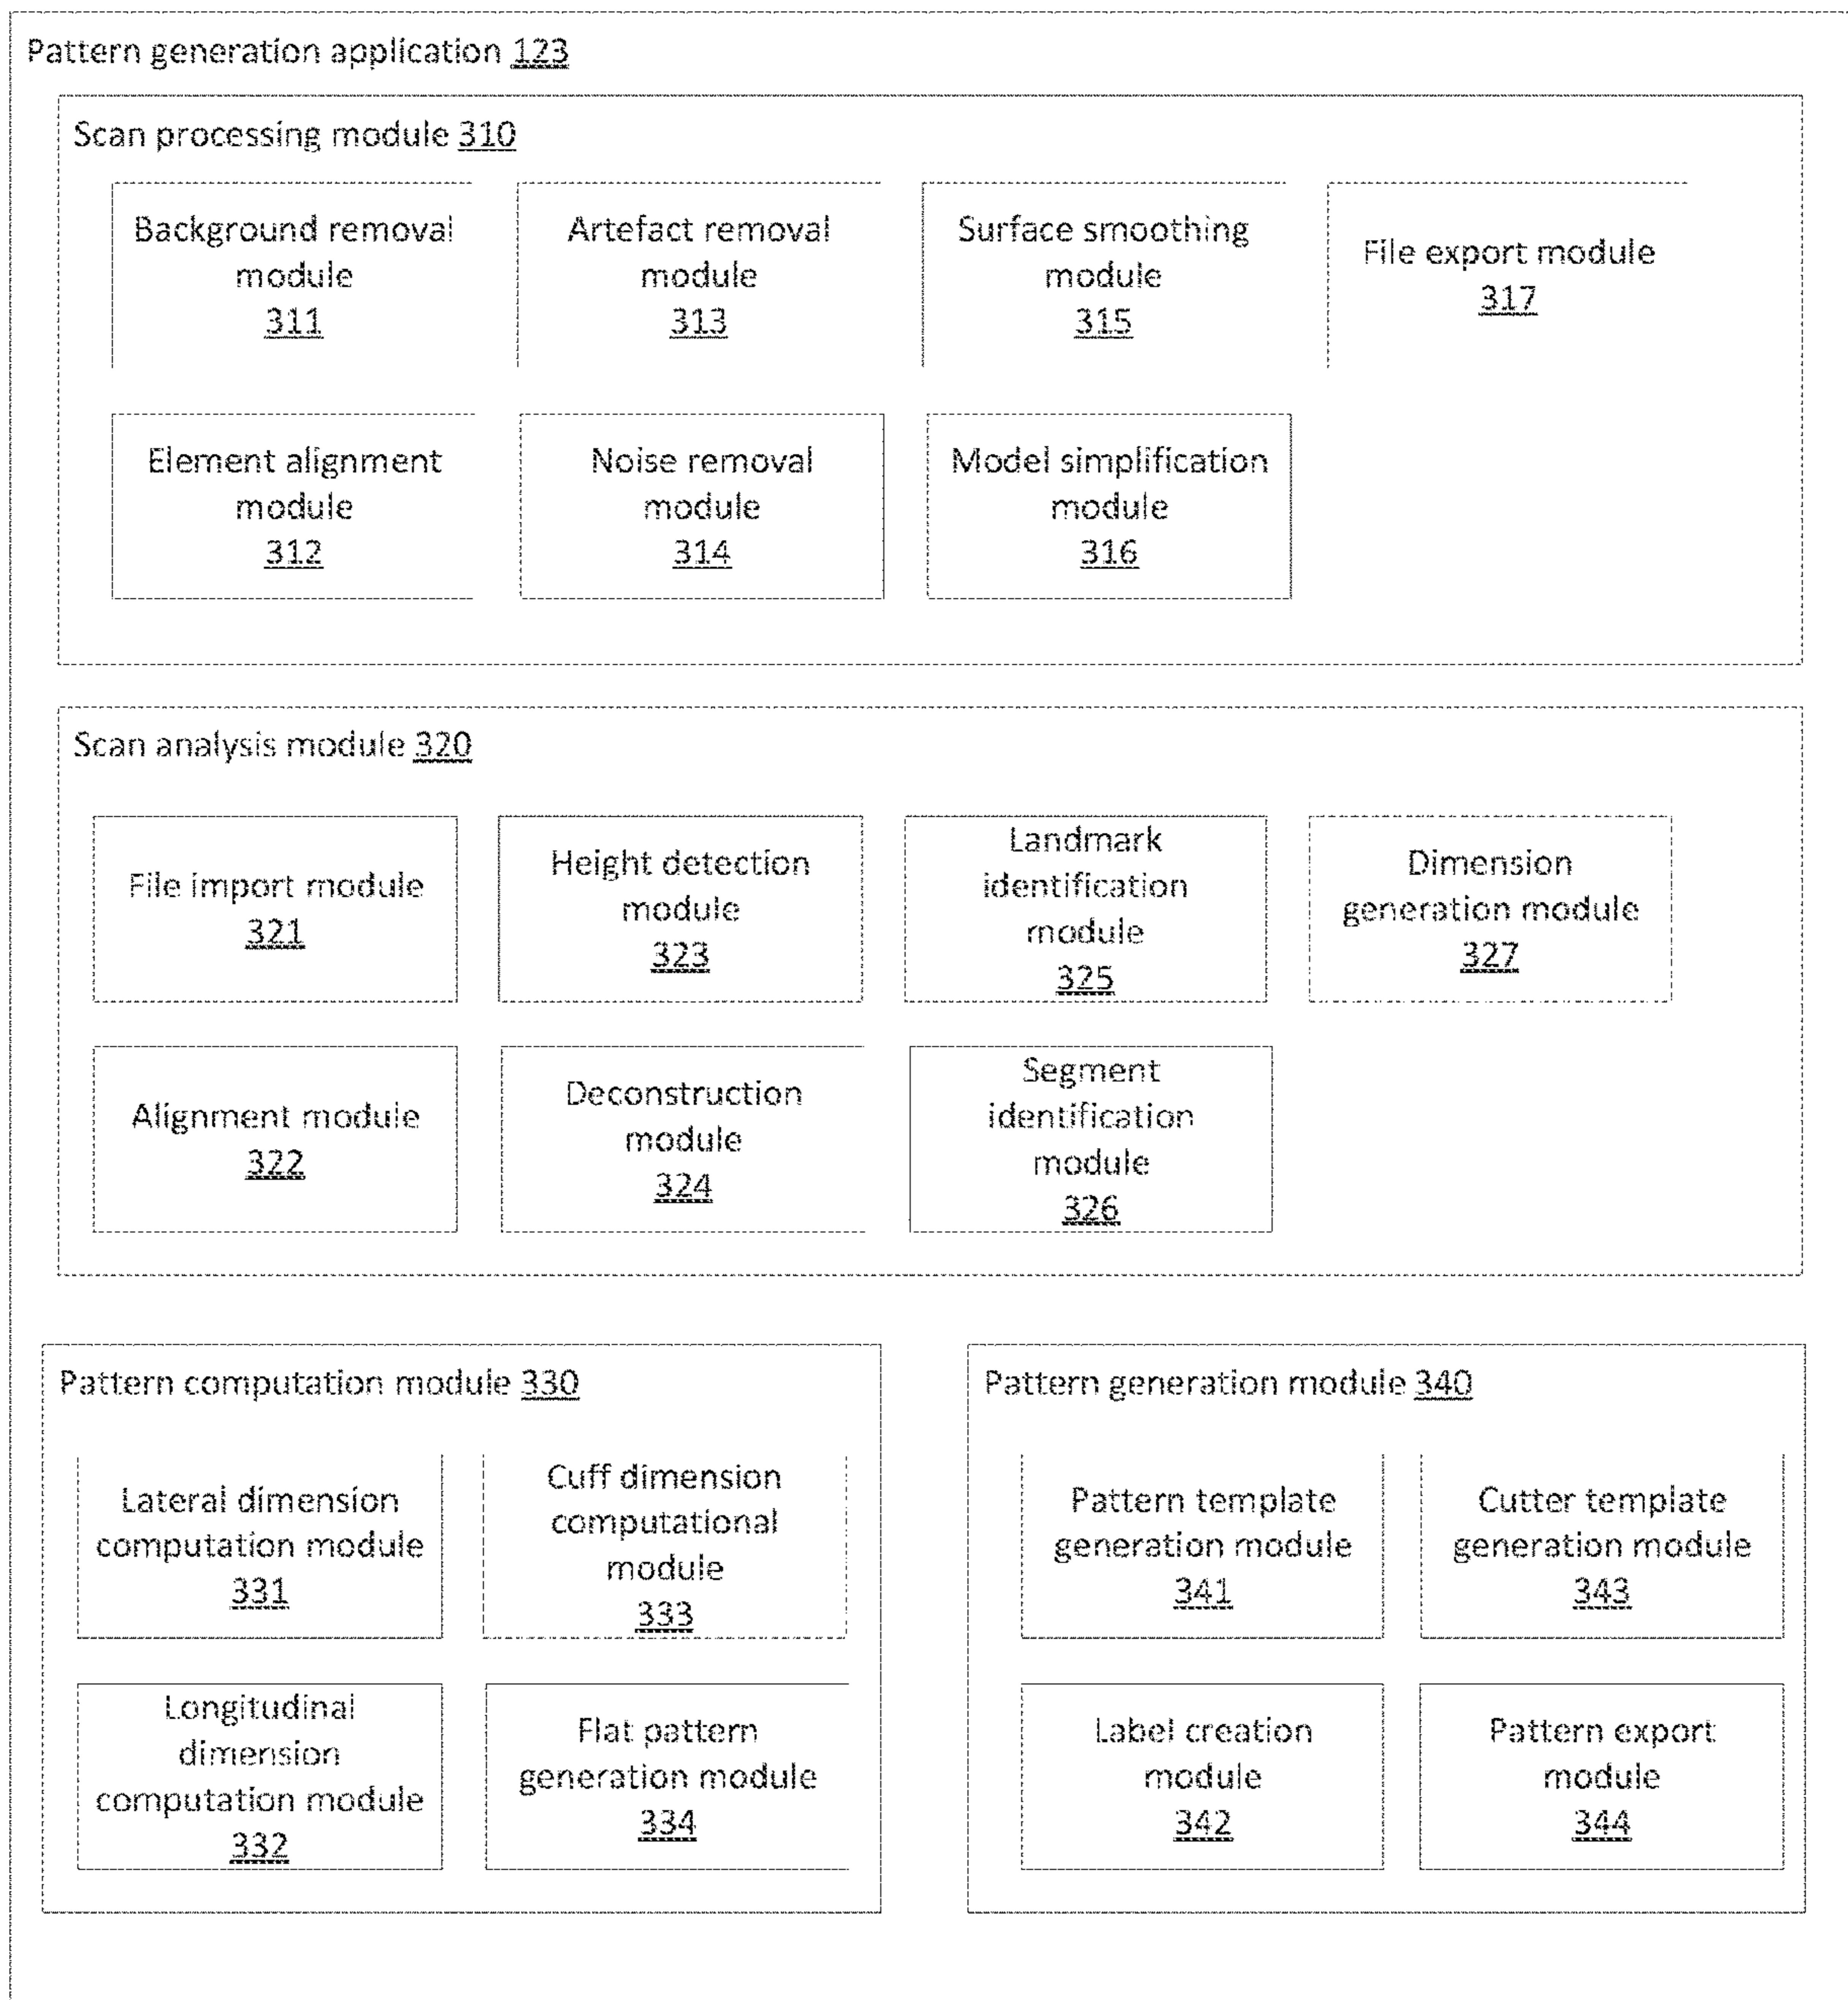 Pattern generation application 123
Scan processing module 310
Background removal
module
311
Artefact removal
module
313
Surface smoothing
module
315
File export module
317
Element alignment
module
312
Noise removal
module
314
Model simplification
module
316
Scan analysis module 320
File import module
321
Height detection
module
323
Landmark
identification
module
325
Dimension
generation module
327
Alignment module
322
Deconstruction
module
324
Segment
identification
module
326
Pattern computation module 330
Lateral dimension
computation module
331
Cuff dimension
computational
module
333
Longitudinal
dimension
computation module
332
Flat pattern
generation module
334
Pattern generation module 340
Pattern template
generation module
341
Cutter template
generation module
343
Label creation
module
342
Pattern export
module
344